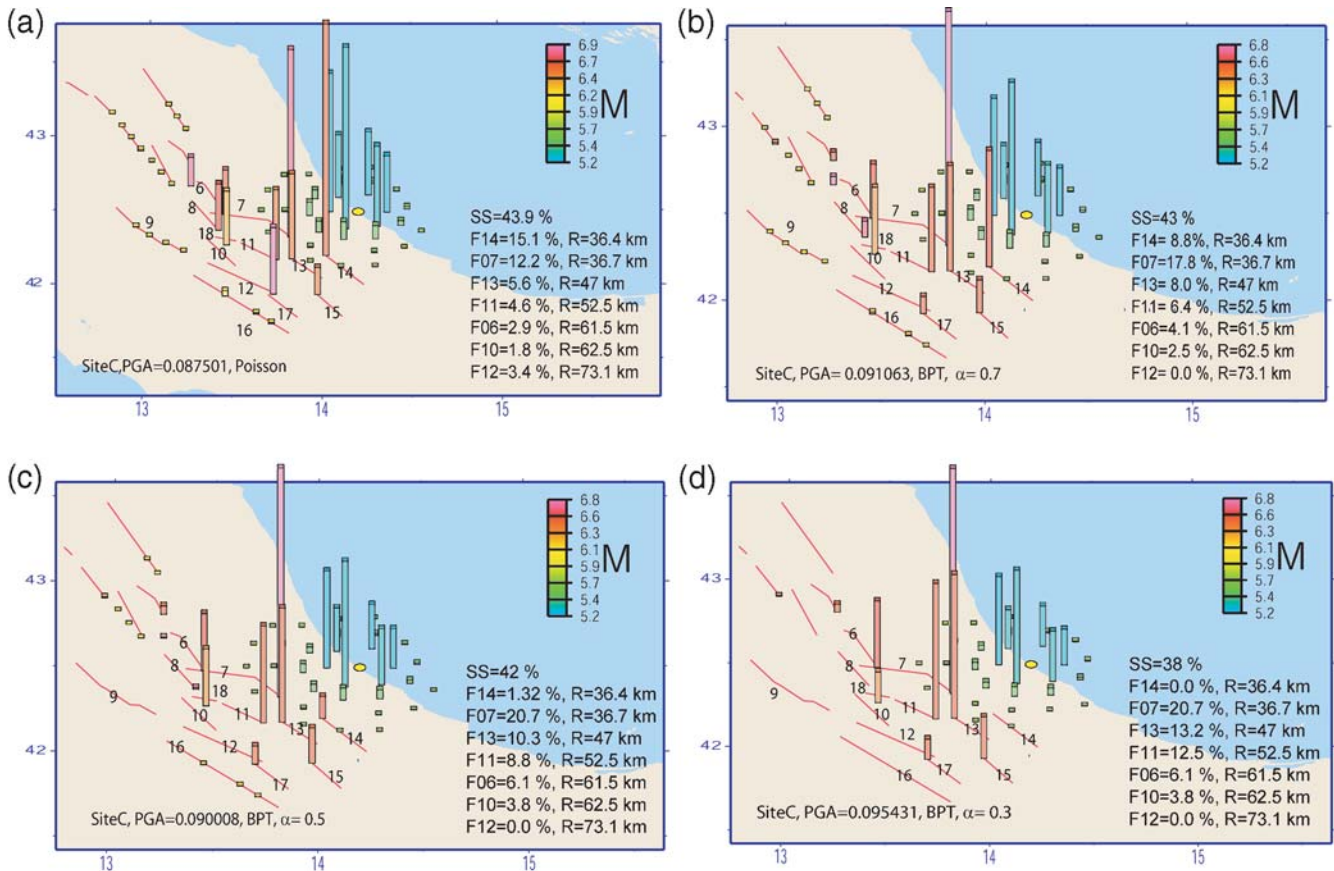 (a)
6.9
6.7
6.4
6.2
5.9
5.7
5.4
5.2
M
43
42
13
14
15
6
7
8
9
18
10
11
12
13
14
15
16
17
SS=43.9 %
F14=15.1 %, R=36.4 km
F07=12.2 %, R=36.7 km
F13=5.6 %, R=47 km
F11=4.6 %, R=52.5 km
F06=2.9 %, R=61.5 km
F10=1.8 %, R=62.5 km
F12=3.4 %, R=73.1 km
SiteC,PGA=0.087501, Poisson
(b)
6.8
6.6
6.3
6.1
5.9
5.7
5.4
5.2
M
43
42
13
14
15
6
7
8
9
18
10
11
12
13
14
15
16
17
SS=43 %
F14= 8.8%, R=36.4 km
F07=17.8 %, R=36.7 km
F13= 8.0 %, R=47 km
F11= 6.4 %, R=52.5 km
F06=4.1 %, R=61.5 km
F10=2.5 %, R=62.5 km
F12= 0.0 %, R=73.1 km
SiteC, PGA= 0.091063, BPT, α= 0.7
(c)
6.8
6.6
6.3
6.1
5.9
5.7
5.4
5.2
M
43
42
13
14
15
6
7
8
9
18
10
11
12
13
14
15
16
17
SS=42 %
F14=1.32 %, R=36.4 km
F07=20.7 %, R=36.7 km
F13=10.3 %, R=47 km
F11=8.8 %, R=52.5 km
F06=6.1 %, R=61.5 km
F10=3.8 %, R=62.5 km
F12=0.0 %, R=73.1 km
SiteC, PGA=0.090008, BPT, α= 0.5
(d)
6.8
6.6
6.3
6.1
5.9
5.7
5.4
5.2
M
43
42
13
14
15
6
7
8
9
18
10
11
12
13
14
15
16
17
SS=38 %
F14=0.0 %, R=36.4 km
F07=20.7 %, R=36.7 km
F13=13.2 %, R=47 km
F11=12.5 %, R=52.5 km
F06=6.1 %, R=61.5 km
F10=3.8 %, R=62.5 km
F12=0.0 %, R=73.1 km
SiteC, PGA=0.095431, BPT, α= 0.3